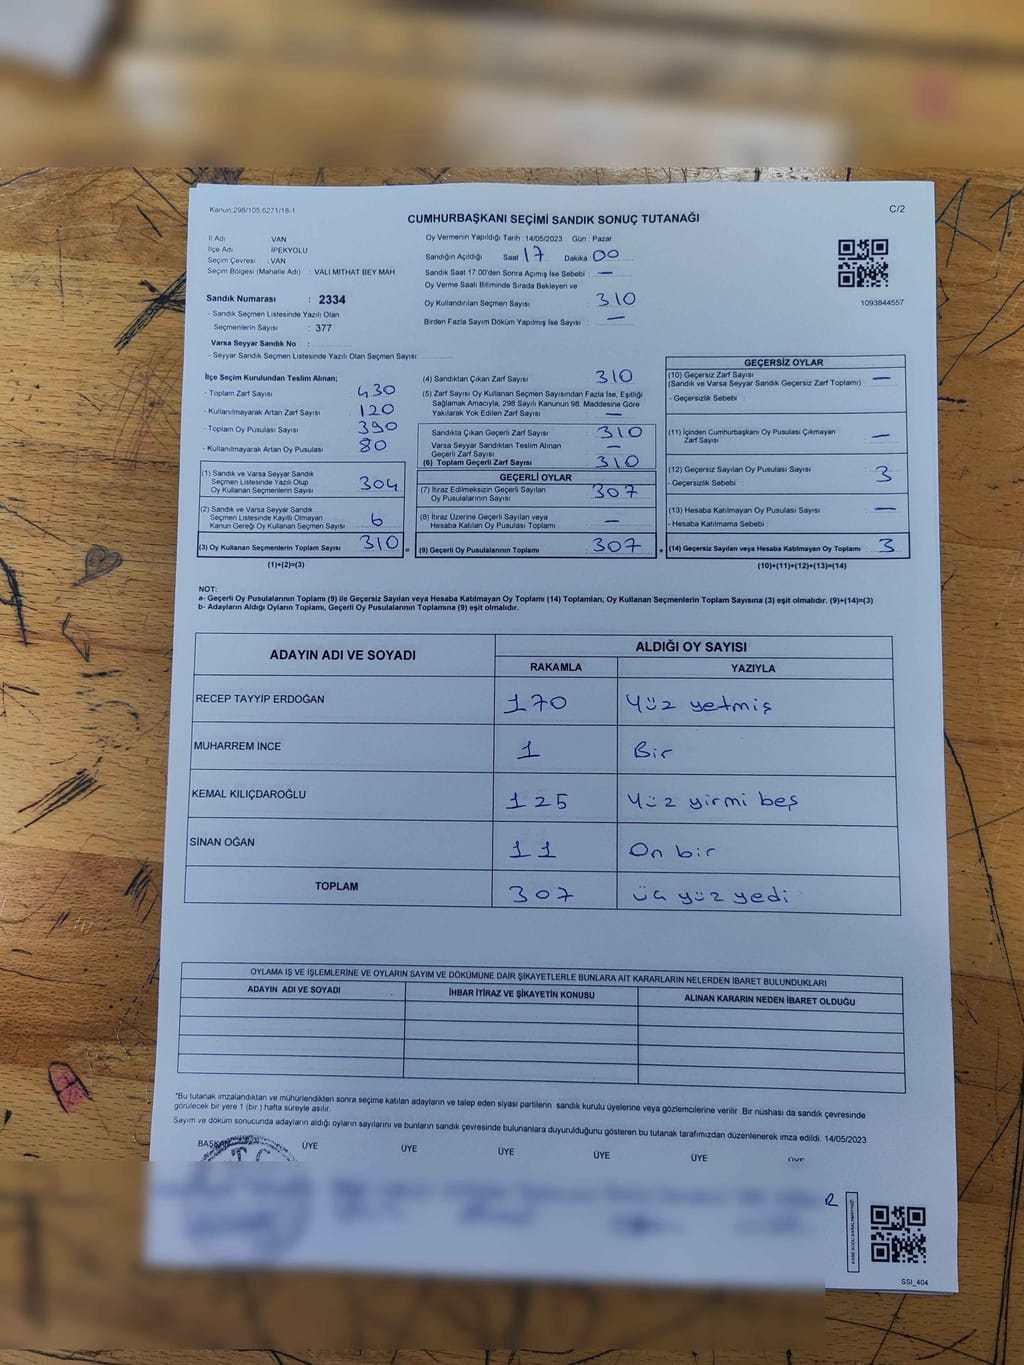 Kanun:298/105,6271/18-1
C/2
CUMHURBAŞKANI SEÇİMİ SANDIK SONUÇ TUTANAĞI
İl Adı VAN
İlçe Adı İPEKYOLU
Seçim Çevresi : VAN
Seçim Bölgesi (Mahalle Adı) : VALI MITHAT BEY MAH.
Sandık Numarası : 2334
- Sandık Seçmen Listesinde Yazılı Olan
Seçmenlerin Sayısı : 377
Varsa Seyyar Sandık No :
- Seyyar Sandık Seçmen Listesinde Yazılı Olan Seçmen Sayısı:
Oy Vermenin Yapıldığı Tarih : 14/05/2023 Gün : Pazar
Sandığın Açıldığı Saat 17 Dakika 00
Sandık Saat 17.00'den Sonra Açımış İse Sebebi : —
Oy Verme Saati Bitiminde Sırada Bekleyen ve
Oy Kullandırılan Seçmen Sayısı : 310
Birden Fazla Sayım Döküm Yapılmış İse Sayısı : —
1093844557
İlçe Seçim Kurulundan Teslim Alınan;
- Toplam Zarf Sayısı 430
- Kullanılmayarak Artan Zarf Sayısı 120
- Toplam Oy Pusulası Sayısı 390
- Kullanılmayarak Artan Oy Pusulası 80
(1) Sandık ve Varsa Seyyar Sandık
Seçmen Listesinde Yazılı Olup
Oy Kullanan Seçmenlerin Sayısı 304
(2) Sandık ve Varsa Seyyar Sandık
Seçmen Listesinde Kayıtlı Olmayan
Kanun Gereği Oy Kullanan Seçmen Sayısı 6
(3) Oy Kullanan Seçmenlerin Toplam Sayısı 310 =
(1)+(2)=(3)
(4) Sandıktan Çıkan Zarf Sayısı 310
(5) Zarf Sayısı Oy Kullanan Seçmen Sayısından Fazla İse, Eşitliği
Sağlamak Amacıyla, 298 Sayılı Kanunun 98. Maddesine Göre
Yakılarak Yok Edilen Zarf Sayısı —
Sandıkta Çıkan Geçerli Zarf Sayısı 310
Varsa Seyyar Sandıktan Teslim Alınan
Geçerli Zarf Sayısı —
(6) Toplam Geçerli Zarf Sayısı 310
GEÇERLİ OYLAR
(7) İtiraz Edilmeksizin Geçerli Sayılan
Oy Pusulalarının Sayısı 307
(8) İtiraz Üzerine Geçerli Sayılan veya
Hesaba Katılan Oy Pusulası Toplamı —
(9) Geçerli Oy Pusulalarının Toplamı 307 +
GEÇERSİZ OYLAR
(10) Geçersiz Zarf Sayısı —
(Sandık ve Varsa Seyyar Sandık Geçersiz Zarf Toplamı)
- Geçersizlik Sebebi :
(11) İçinden Cumhurbaşkanı Oy Pusulası Çıkmayan
Zarf Sayısı —
(12) Geçersiz Sayılan Oy Pusulası Sayısı 3
- Geçersizlik Sebebi :
(13) Hesaba Katılmayan Oy Pusulası Sayısı —
- Hesaba Katılmama Sebebi :
(14) Geçersiz Sayılan veya Hesaba Katılmayan Oy Toplamı 3
(10)+(11)+(12)+(13)=(14)
NOT:
a- Geçerli Oy Pusulalarının Toplamı (9) ile Geçersiz Sayılan veya Hesaba Katılmayan Oy Toplamı (14) Toplamları, Oy Kullanan Seçmenlerin Toplam Sayısına (3) eşit olmalıdır. (9)+(14)=(3)
b- Adayların Aldığı Oyların Toplamı, Geçerli Oy Pusulalarının Toplamına (9) eşit olmalıdır.
ADAYIN ADI VE SOYADI ALDIĞI OY SAYISI
RAKAMLA YAZIYLA
RECEP TAYYİP ERDOĞAN 170 Yüz yetmiş
MUHARREM İNCE 1 Bir
KEMAL KILIÇDAROĞLU 125 Yüz yirmi beş
SİNAN OĞAN 11 On bir
TOPLAM 307 üç yüz yedi
OYLAMA İŞ VE IŞLEMLERİNE VE OYLARIN SAYIM VE DÖKÜMÜNE DAİR ŞİKAYETLERLE BUNLARA AİT KARARLARIN NELERDEN İBARET BULUNDUKLARI
ADAYIN ADI VE SOYADI İHBAR İTİRAZ VE ŞİKAYETİN KONUSU ALINAN KARARIN NEDEN İBARET OLDUĞU
*Bu tutanak imzalandıktan ve mühürlendikten sonra seçime katılan adayların ve talep eden siyasi partilerin sandık kurulu üyelerine veya gözlemcilerine verilir .Bir nüshası da sandık çevresinde
görülecek bir yere 1 (bir ) hafta süreyle asılır.
Sayım ve döküm sonucunda adayların aldığı oyların sayılarını ve bunların sandık çevresinde bulunanlara duyurulduğunu gösteren bu tutanak tarafımızdan düzenlenerek imza edildi. 14/05/2023
BAŞKAN ÜYE ÜYE ÜYE ÜYE ÜYE ÜYE
T.C.
SSI_404